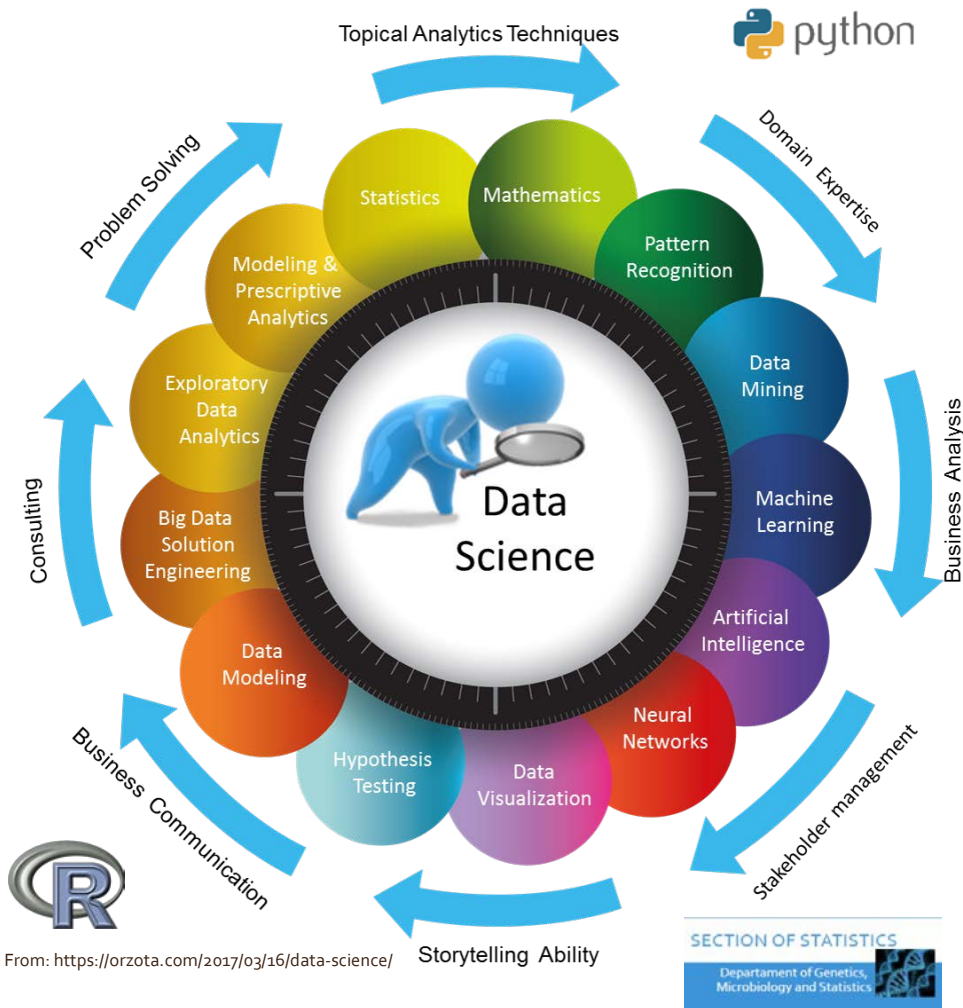 Topical Analytics Techniques
python
Domain Expertise
Business Analysis
Stakeholder management
Storytelling Ability
Business Communication
Consulting
Problem Solving
Statistics
Mathematics
Pattern
Recognition
Data
Mining
Machine
Learning
Artificial
Intelligence
Neural
Networks
Data
Visualization
Hypothesis
Testing
Data
Modeling
Big Data
Solution
Engineering
Exploratory
Data
Analytics
Modeling &
Prescriptive
Analytics
Data
Science
R
From: https://orzota.com/2017/03/16/data-science/
SECTION OF STATISTICS
Departament of Genetics,
Microbiology and Statistics